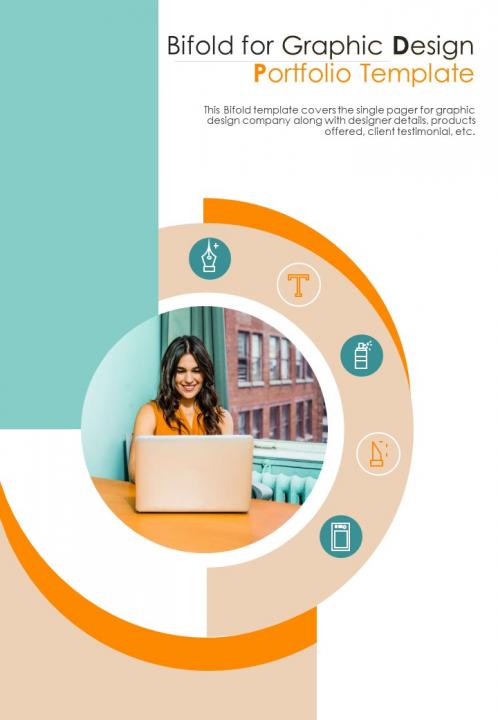 Bifold for Graphic Design
Portfolio Template
This Bifold template covers the single pager for graphic
design company along with designer details, products
offered, client testimonial, etc.
T